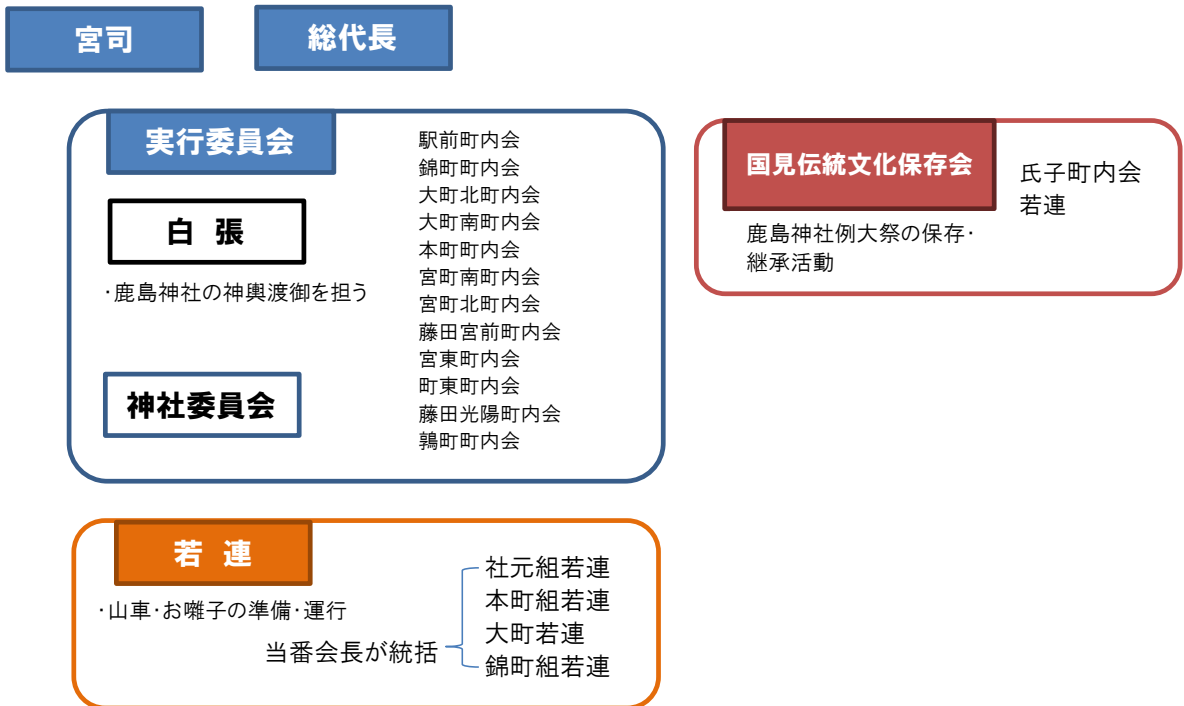 宮司
総代長
実行委員会
白 張
・鹿島神社の神輿渡御を担う
神社委員会
駅前町内会
錦町町内会
大町北町内会
大町南町内会
本町町内会
宮町南町内会
宮町北町内会
藤田宮前町内会
宮東町内会
町東町内会
藤田光陽町内会
鶉町町内会
国見伝統文化保存会
鹿島神社例大祭の保存・
継承活動
氏子町内会
若連
若 連
・山車・お囃子の準備・運行
当番会長が統括
社元組若連
本町組若連
大町若連
錦町組若連